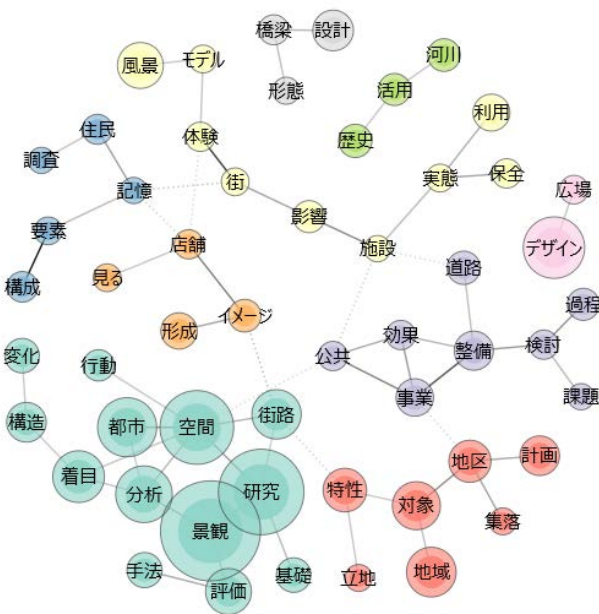 橋梁
設計
風景
モデル
河川
形態
活用
利用
住民
体験
歴史
調査
記憶
街
実態
保全
広場
影響
要素
店舗
施設
デザイン
道路
構成
見る
過程
形成
イメージ
効果
変化
行動
公共
整備
検討
事業
課題
構造
都市
空間
街路
着目
分析
研究
特性
対象
地区
計画
景観
集落
手法
評価
基礎
立地
地域